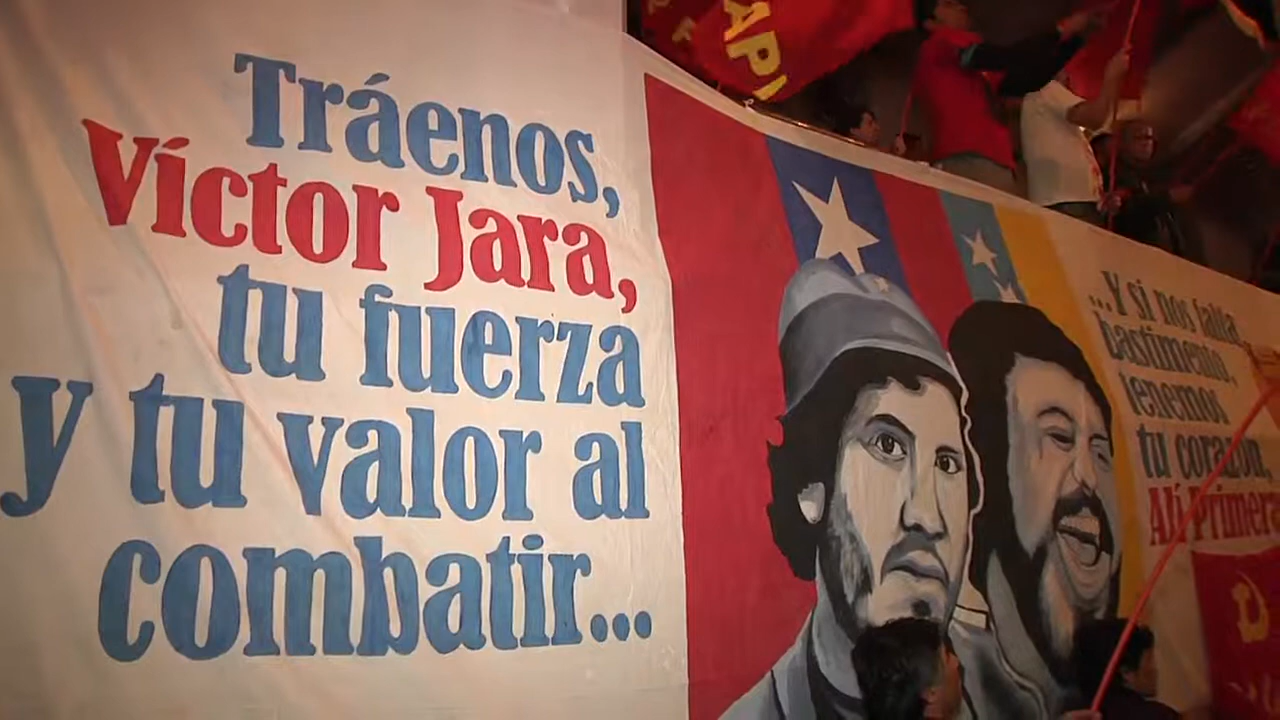 Tráenos,
Víctor Jara,
tu fuerza
y tu valor al
combatir...
...Y si nos falta
bastimento,
tenemos
tu corazón,
Alí Primera